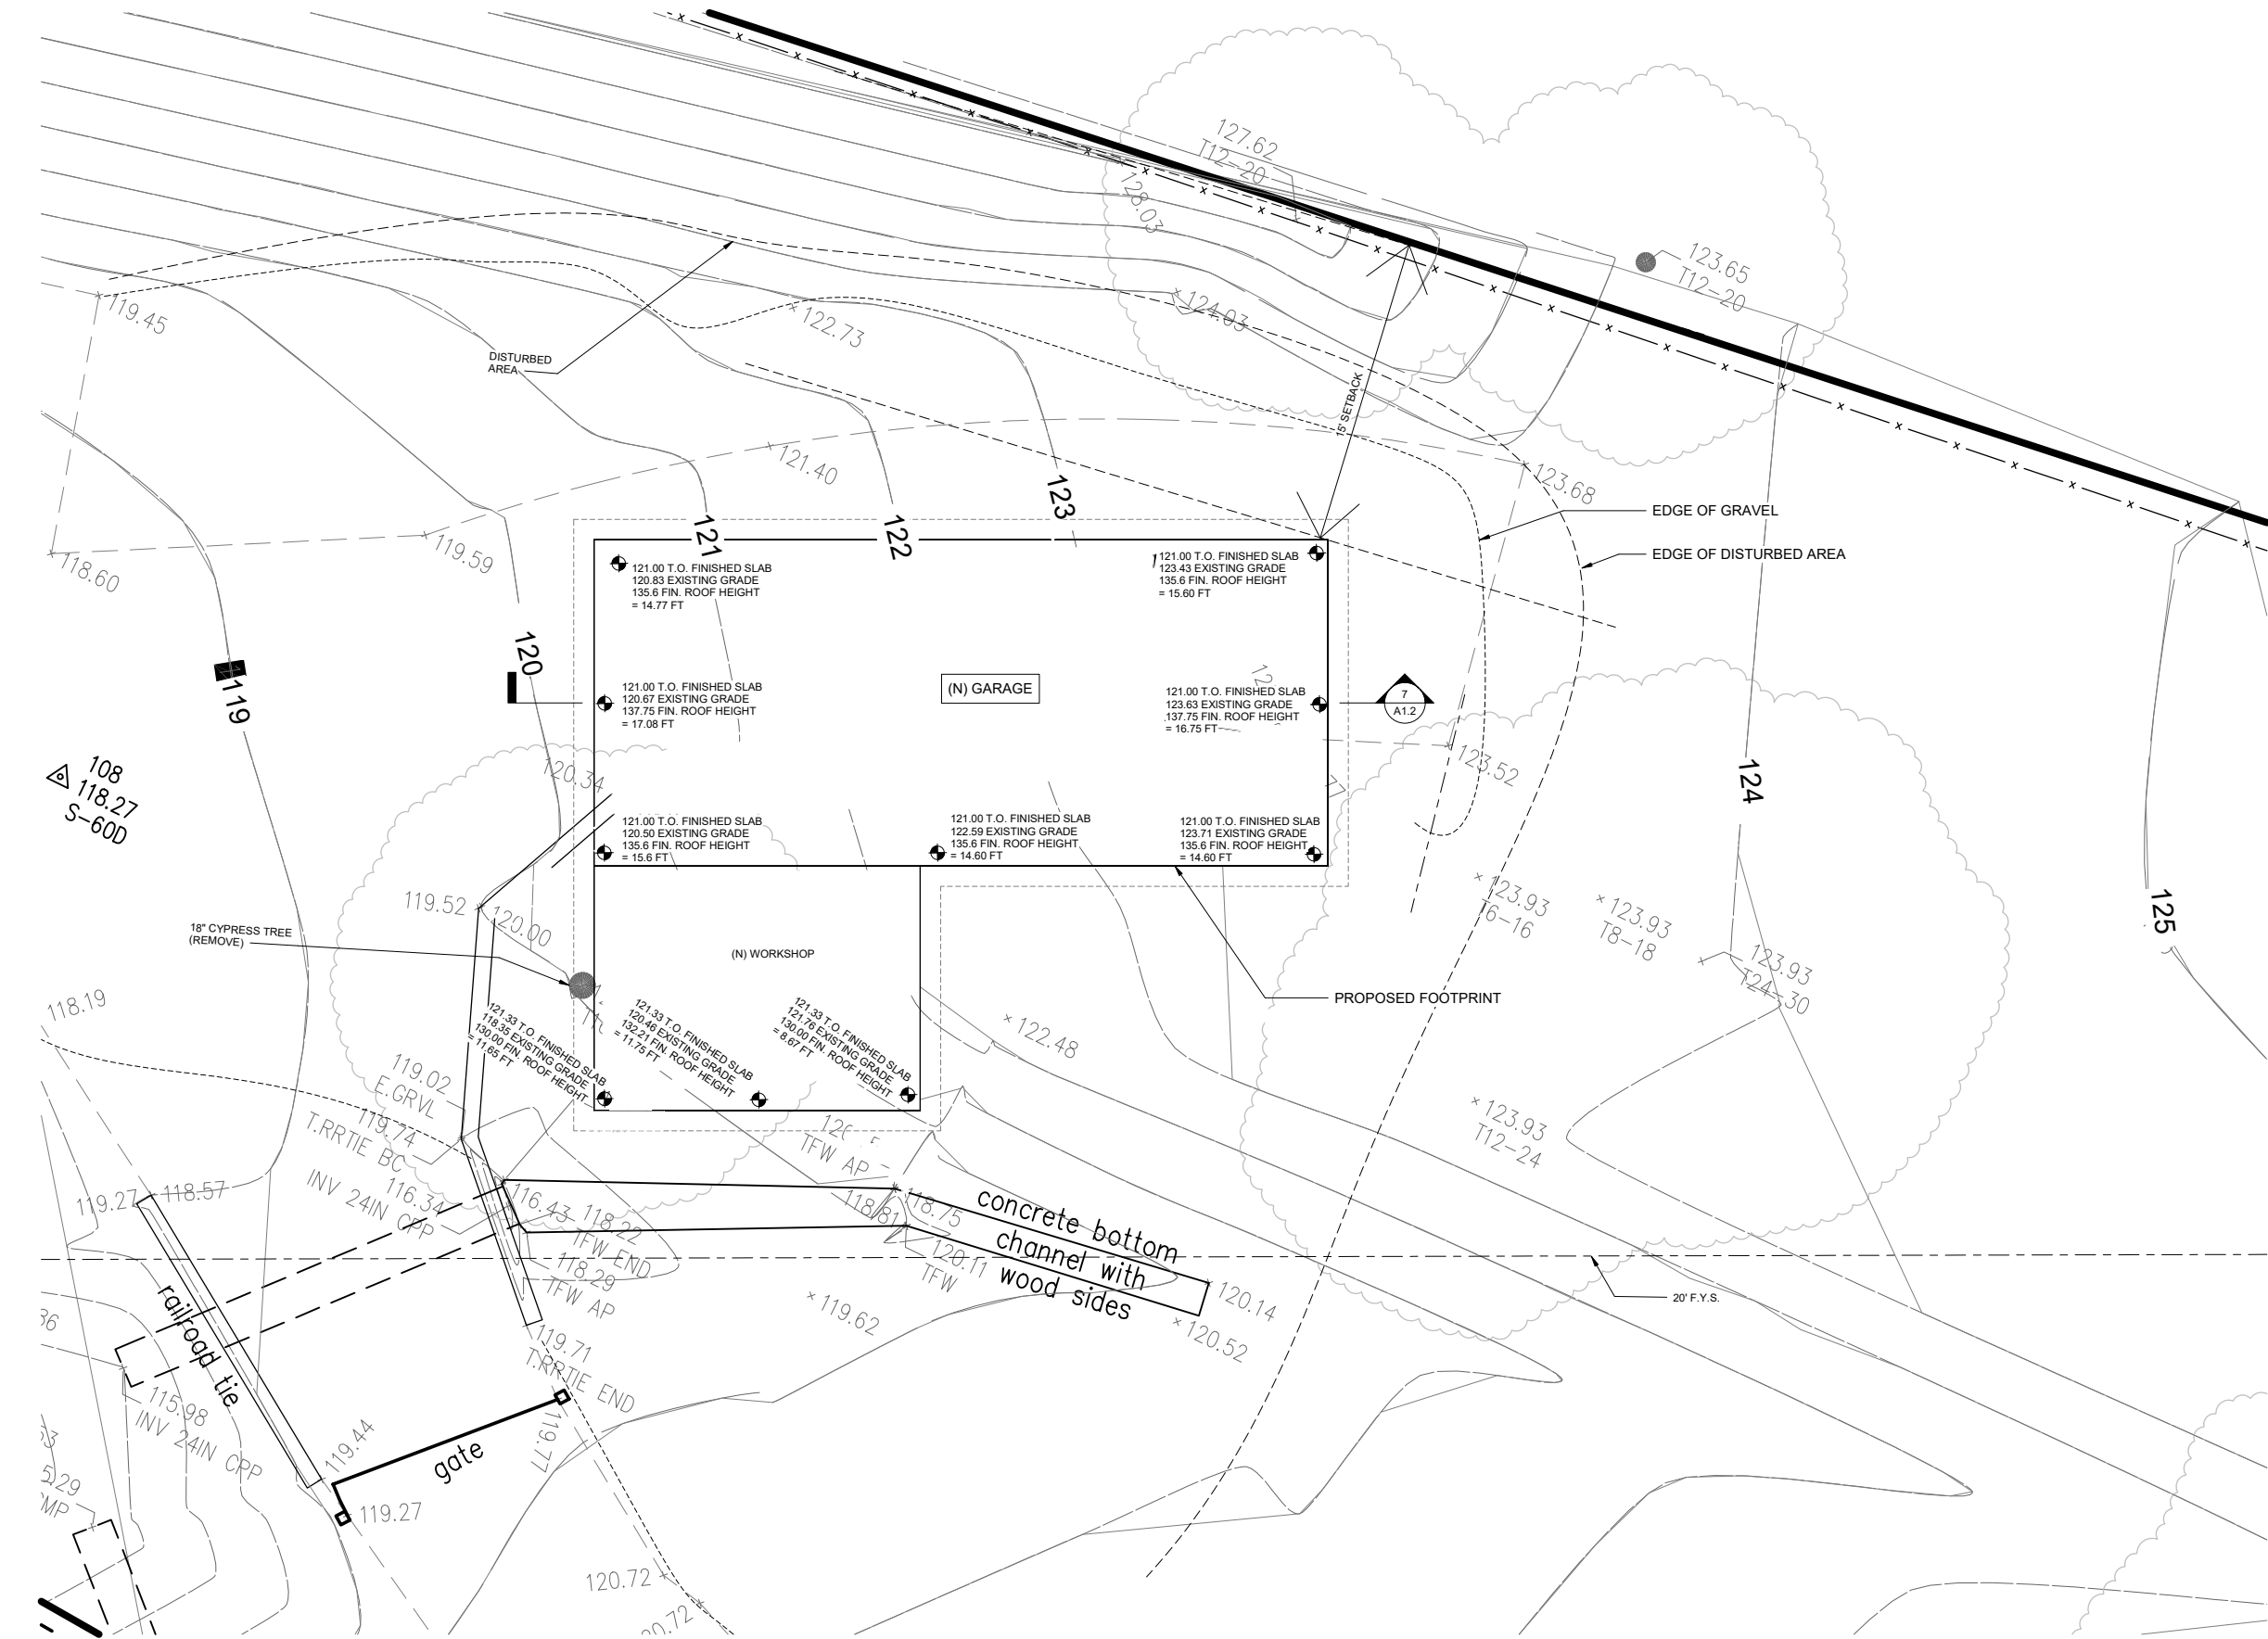 127.62
T12-20
128.03
123.65
T12-20
119.45
122.73
124.03
DISTURBED
AREA
15' SETBACK
121.40
123
123.68
EDGE OF GRAVEL
121
122
119.59
118.60
EDGE OF DISTURBED AREA
121.00 T.O. FINISHED SLAB
120.83 EXISTING GRADE
135.6 FIN. ROOF HEIGHT
= 14.77 FT
121.00 T.O. FINISHED SLAB
123.43 EXISTING GRADE
135.6 FIN. ROOF HEIGHT
= 15.60 FT
120
119
121.00 T.O. FINISHED SLAB
120.67 EXISTING GRADE
137.75 FIN. ROOF HEIGHT
= 17.08 FT
(N) GARAGE
121.00 T.O. FINISHED SLAB
123.63 EXISTING GRADE
137.75 FIN. ROOF HEIGHT
= 16.75 FT
7
A1.2
123.52
124
108
118.27
S-60D
120.34
121.00 T.O. FINISHED SLAB
120.50 EXISTING GRADE
135.6 FIN. ROOF HEIGHT
= 15.6 FT
121.00 T.O. FINISHED SLAB
122.59 EXISTING GRADE
135.6 FIN. ROOF HEIGHT
= 14.60 FT
121.00 T.O. FINISHED SLAB
123.71 EXISTING GRADE
135.6 FIN. ROOF HEIGHT
= 14.60 FT
119.52
120.00
123.93
T6-16
123.93
T8-18
123.93
T24-30
125
18" CYPRESS TREE
(REMOVE)
(N) WORKSHOP
PROPOSED FOOTPRINT
118.19
121.33 T.O. FINISHED SLAB
118.35 EXISTING GRADE
130.00 FIN. ROOF HEIGHT
= 11.65 FT
121.33 T.O. FINISHED SLAB
120.46 EXISTING GRADE
132.21 FIN. ROOF HEIGHT
= 11.75 FT
121.33 T.O. FINISHED SLAB
121.76 EXISTING GRADE
130.00 FIN. ROOF HEIGHT
= 8.67 FT
122.48
119.02
E.GRVL
119.74
T.RRTIE BC
116.34
INV 24IN CPP
TFW AP
123.93
T12-24
119.27
118.57
116.43
118.22
TFW END
118.29
TFW AP
118.81
118.75
120.11
TFW
concrete bottom
channel with
wood sides
120.14
120.52
20' F.Y.S.
119.62
railroad tie
119.71
T.RRTIE END
115.98
INV 24IN CPP
119.44
gate
119.77
119.27
120.72